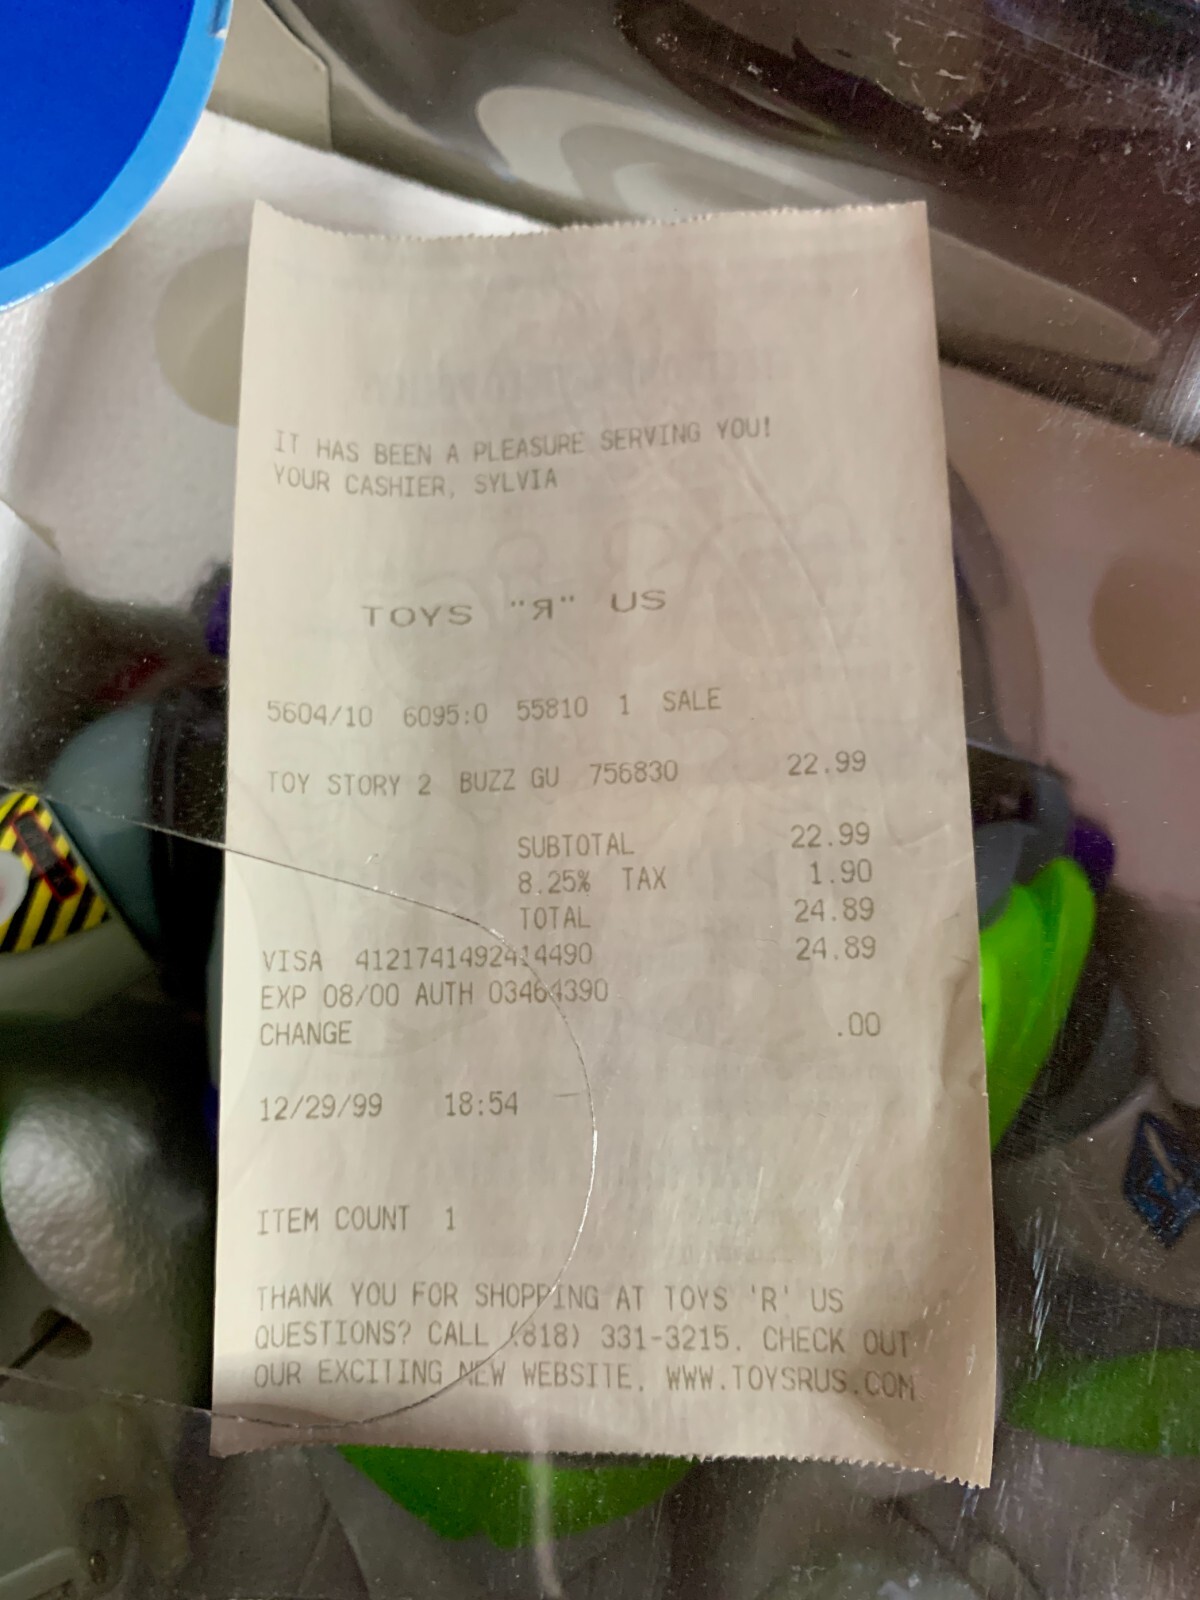 IT HAS BEEN A PLEASURE SERVING YOU!
YOUR CASHIER, SYLVIA
TOYS "Я" US
5604/10 6095:0 55810 1 SALE
TOY STORY 2 BUZZ GU 756830 22.99
SUBTOTAL 22.99
8.25% TAX 1.90
TOTAL 24.89
VISA 4121741492414490 24.89
EXP 08/00 AUTH 03464390
CHANGE .00
12/29/99 18:54
ITEM COUNT 1
THANK YOU FOR SHOPPING AT TOYS 'R' US
QUESTIONS? CALL (818) 331-3215. CHECK OUT
OUR EXCITING NEW WEBSITE, WWW.TOYSRUS.COM